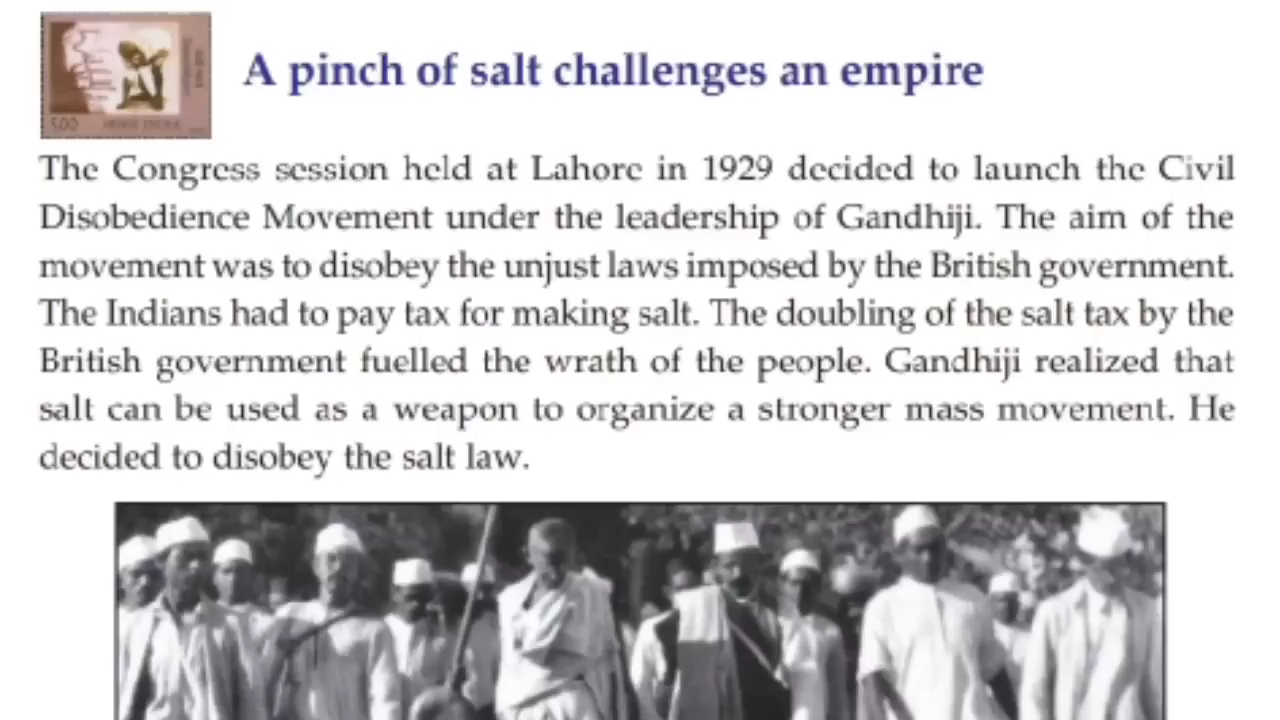 A pinch of salt challenges an empire
5.00
The Congress session held at Lahore in 1929 decided to launch the Civil
Disobedience Movement under the leadership of Gandhiji. The aim of the
movement was to disobey the unjust laws imposed by the British government.
The Indians had to pay tax for making salt. The doubling of the salt tax by the
British government fuelled the wrath of the people. Gandhiji realized that
salt can be used as a weapon to organize a stronger mass movement. He
decided to disobey the salt law.